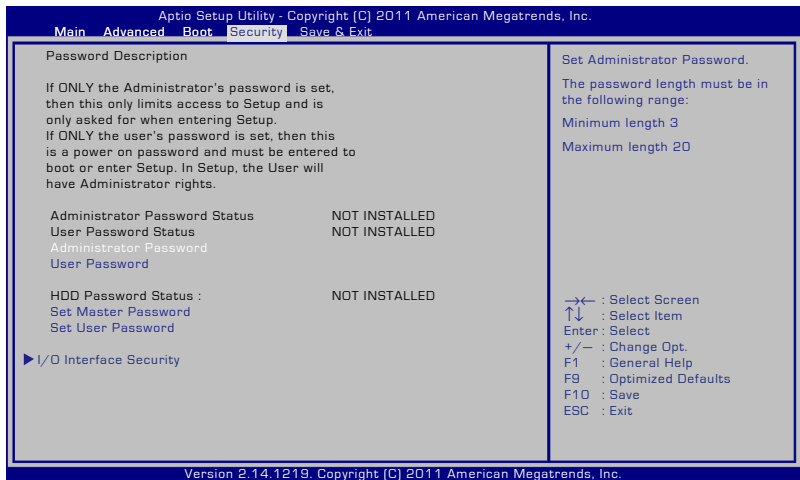 Aptio Setup Utility - Copyright (C) 2011 American Megatrends, Inc.
Main Advanced Boot Security Save & Exit
Password Description
If ONLY the Administrator's password is set,
then this only limits access to Setup and is
only asked for when entering Setup.
If ONLY the user's password is set, then this
is a power on password and must be entered to
boot or enter Setup. In Setup, the User will
have Administrator rights.
Administrator Password Status NOT INSTALLED
User Password Status NOT INSTALLED
Administrator Password
User Password
HDD Password Status : NOT INSTALLED
Set Master Password
Set User Password
I/O Interface Security
Set Administrator Password.
The password length must be in
the following range:
Minimum length 3
Maximum length 20
→← : Select Screen
↑↓ : Select Item
Enter : Select
+/— : Change Opt.
F1 : General Help
F9 : Optimized Defaults
F10 : Save
ESC : Exit
Version 2.14.1219. Copyright (C) 2011 American Megatrends, Inc.